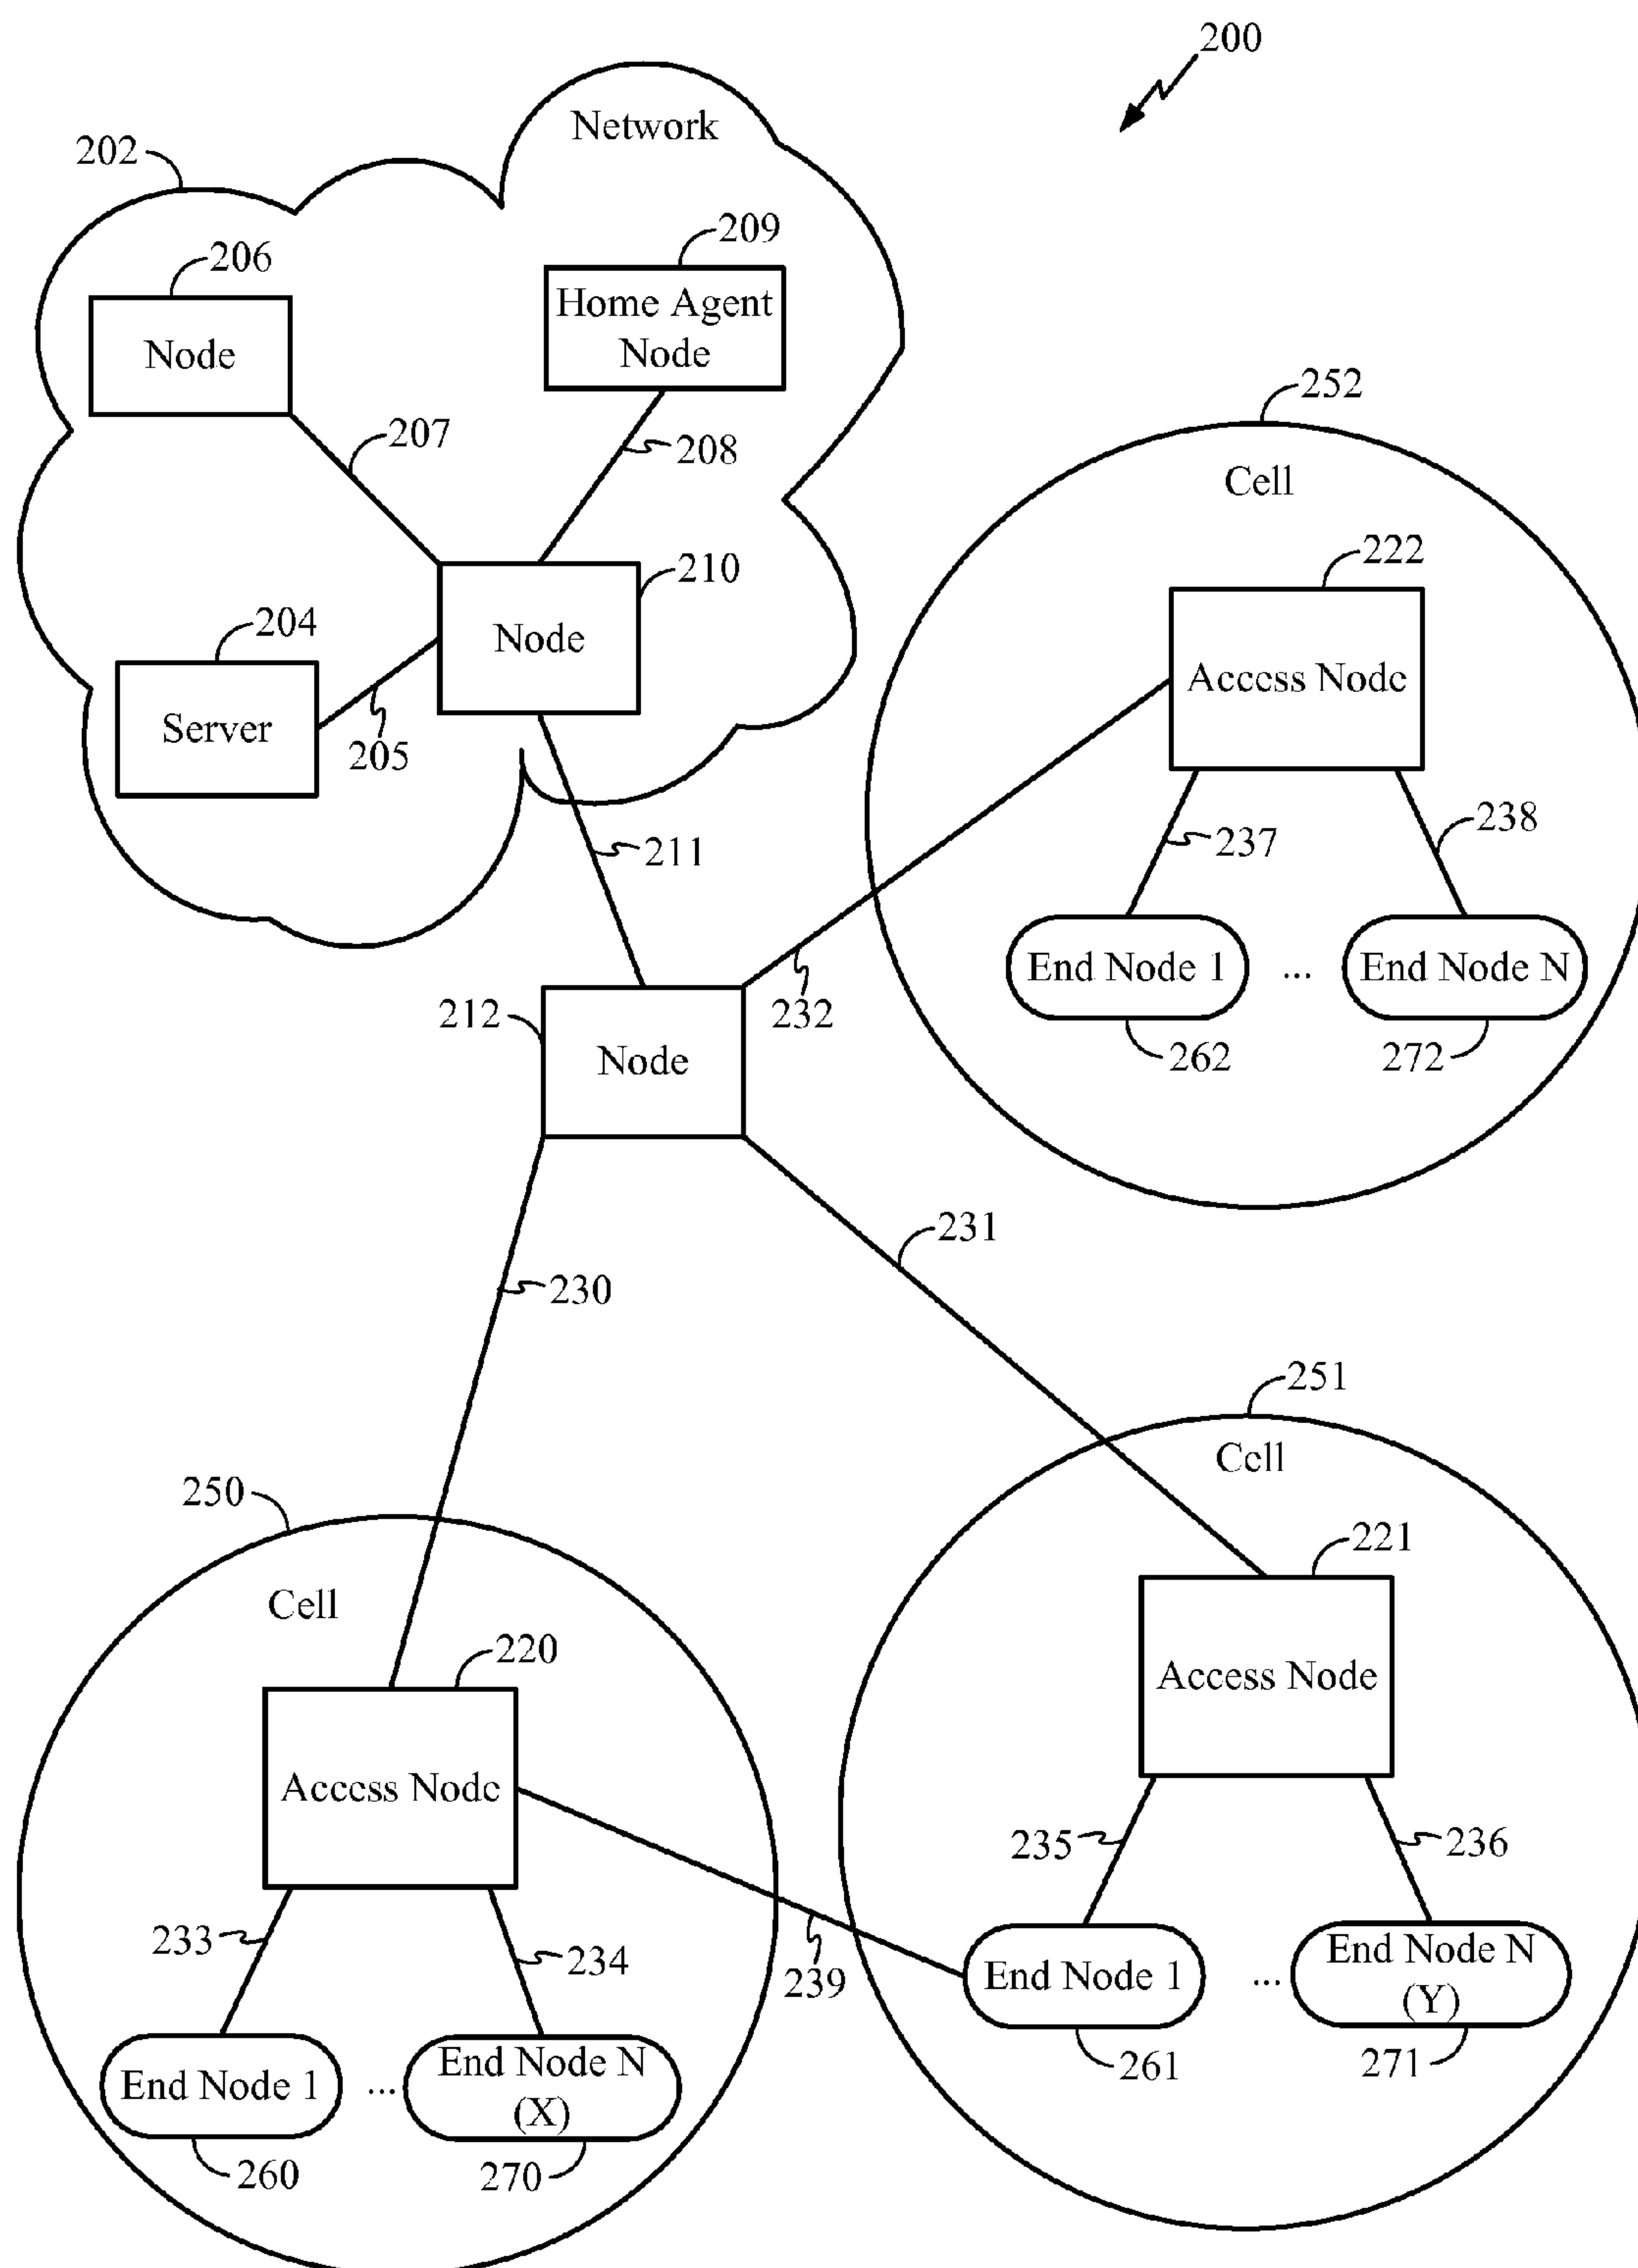 200
Network
202
209
206
Home Agent
Node
Node
207
208
252
Cell
210
222
204
Node
Access Node
Server
205
211
237
238
End Node 1
...
End Node N
212
232
262
272
Node
231
230
251
Cell
250
221
Cell
220
Access Node
Access Node
235
236
233
234
239
End Node 1
...
End Node N
(Y)
End Node 1
...
End Node N
(X)
261
271
260
270